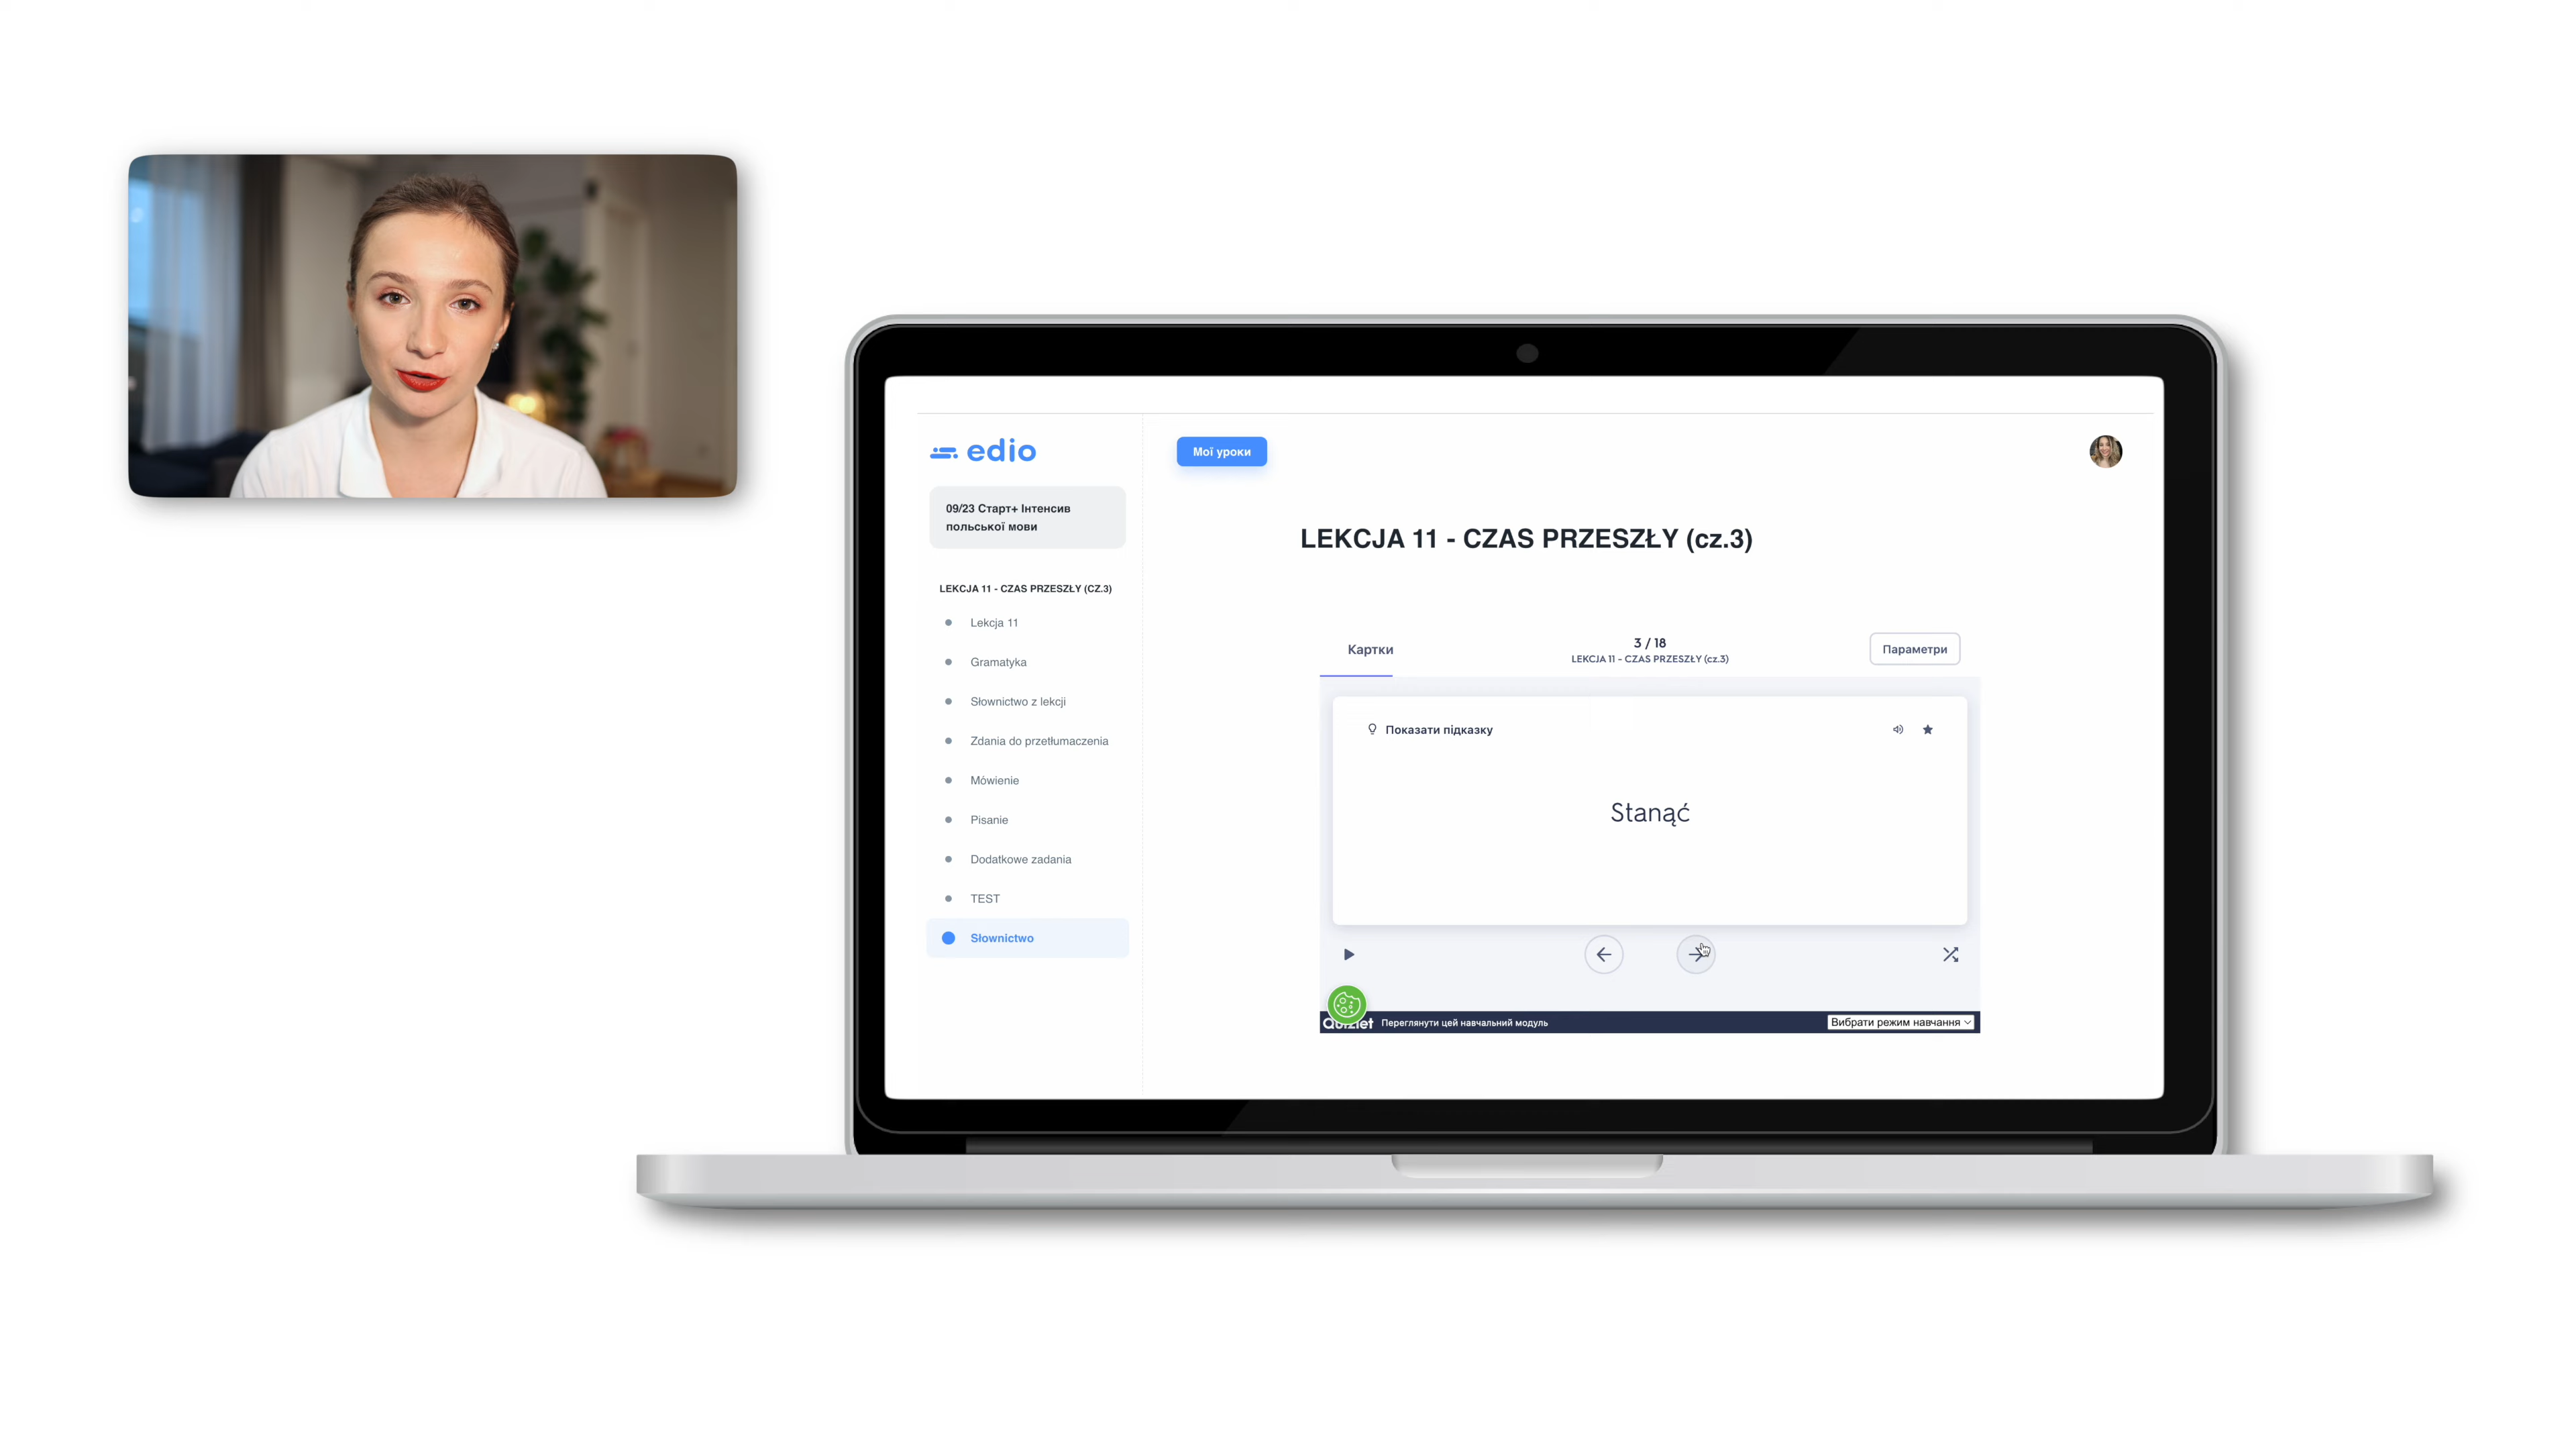 edio
Мої уроки
09/23 Старт+ Інтенсив
польської мови
LEKCJA 11 - CZAS PRZESZŁY (CZ.3)
Lekcja 11
Gramatyka
Słownictwo z lekcji
Zdania do przetłumaczenia
Mówienie
Pisanie
Dodatkowe zadania
TEST
Słownictwo
LEKCJA 11 - CZAS PRZESZŁY (cz.3)
Картки
3 / 18
LEKCJA 11 - CZAS PRZESZŁY (cz.3)
Параметри
Показати підказку
Stanąć
Quizlet
Переглянути цей навчальний модуль
Вибрати режим навчання